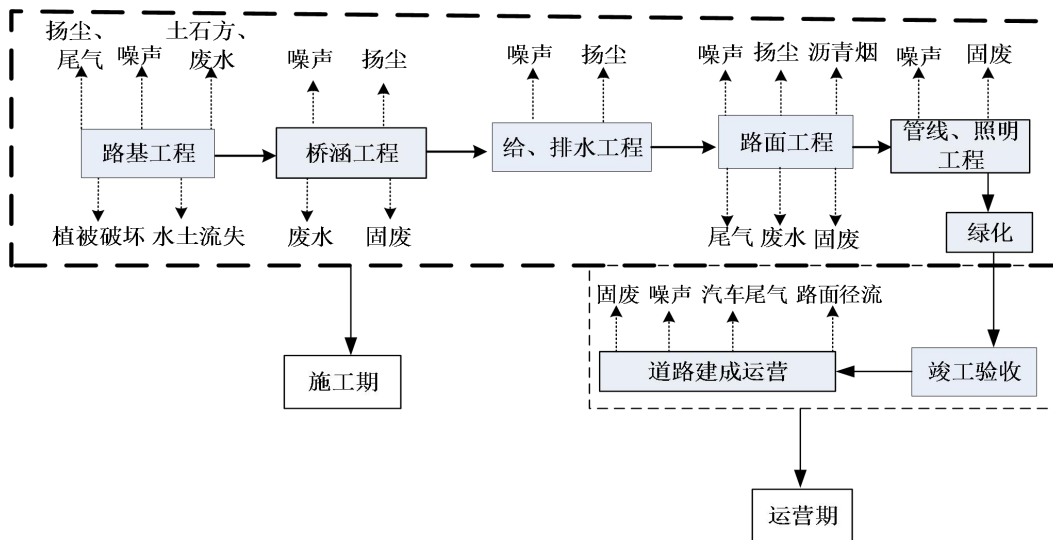 扬尘、
尾气
噪声
土石方、
废水
噪声
扬尘
噪声
扬尘
噪声
扬尘
沥青烟
噪声
固废
路基工程
桥涵工程
给、排水工程
路面工程
管线、照明
工程
植被破坏
水土流失
废水
固废
尾气
废水
固废
绿化
固废
噪声
汽车尾气
路面径流
施工期
道路建成运营
竣工验收
运营期